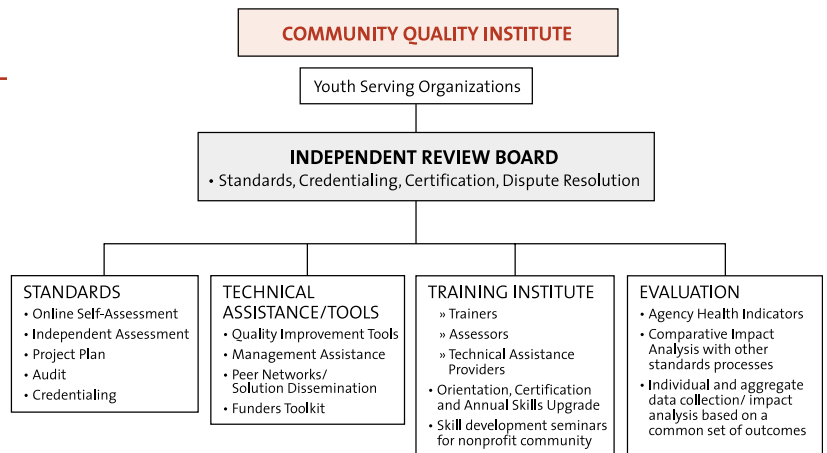 COMMUNITY QUALITY INSTITUTE
Youth Serving Organizations
INDEPENDENT REVIEW BOARD
• Standards, Credentialing, Certification, Dispute Resolution
STANDARDS
• Online Self-Assessment
• Independent Assessment
• Project Plan
• Audit
• Credentialing
TECHNICAL
ASSISTANCE/TOOLS
• Quality Improvement Tools
• Management Assistance
• Peer Networks/
Solution Dissemination
• Funders Toolkit
TRAINING INSTITUTE
» Trainers
» Assessors
» Technical Assistance
Providers
• Orientation, Certification
and Annual Skills Upgrade
• Skill development seminars
for nonprofit community
EVALUATION
• Agency Health Indicators
• Comparative Impact
Analysis with other
standards processes
• Individual and aggregate
data collection/ impact
analysis based on a
common set of outcomes